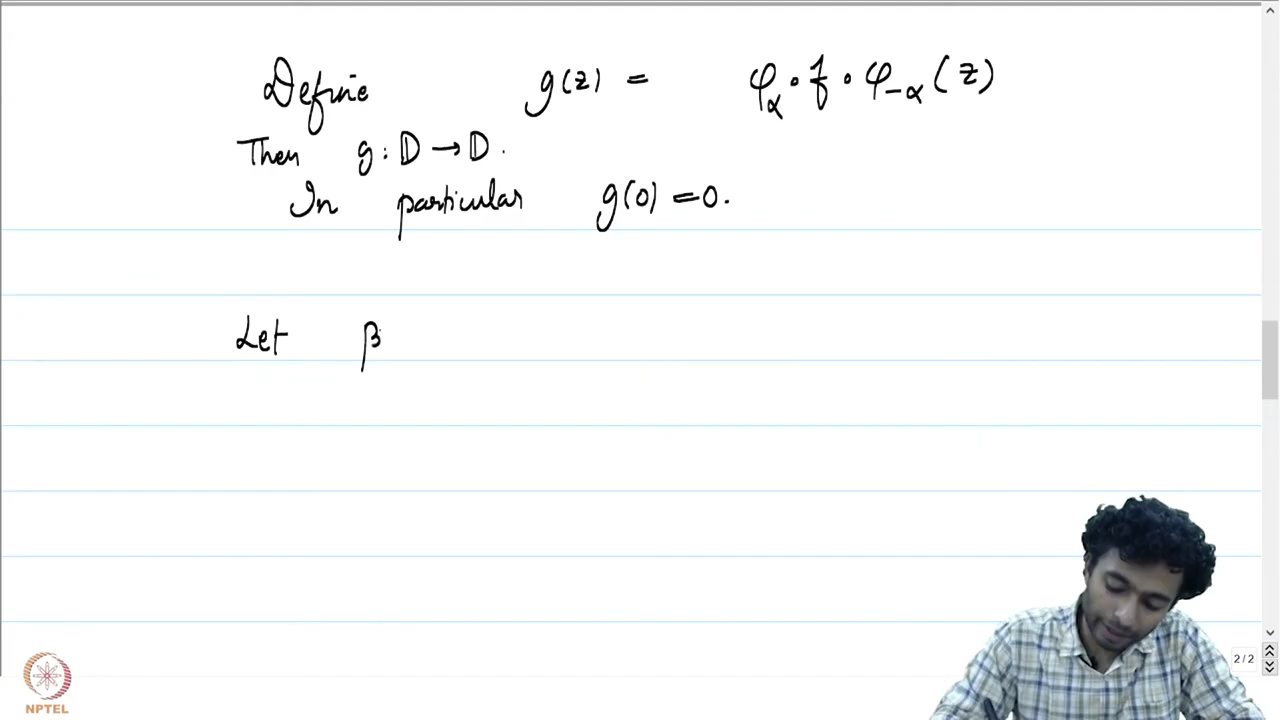 Define g(z) = φ_α ∘ f ∘ φ_{-α}(z)
Then g : 𝔻 → 𝔻.
In particular g(0) = 0.
Let β
2 / 2
NPTEL